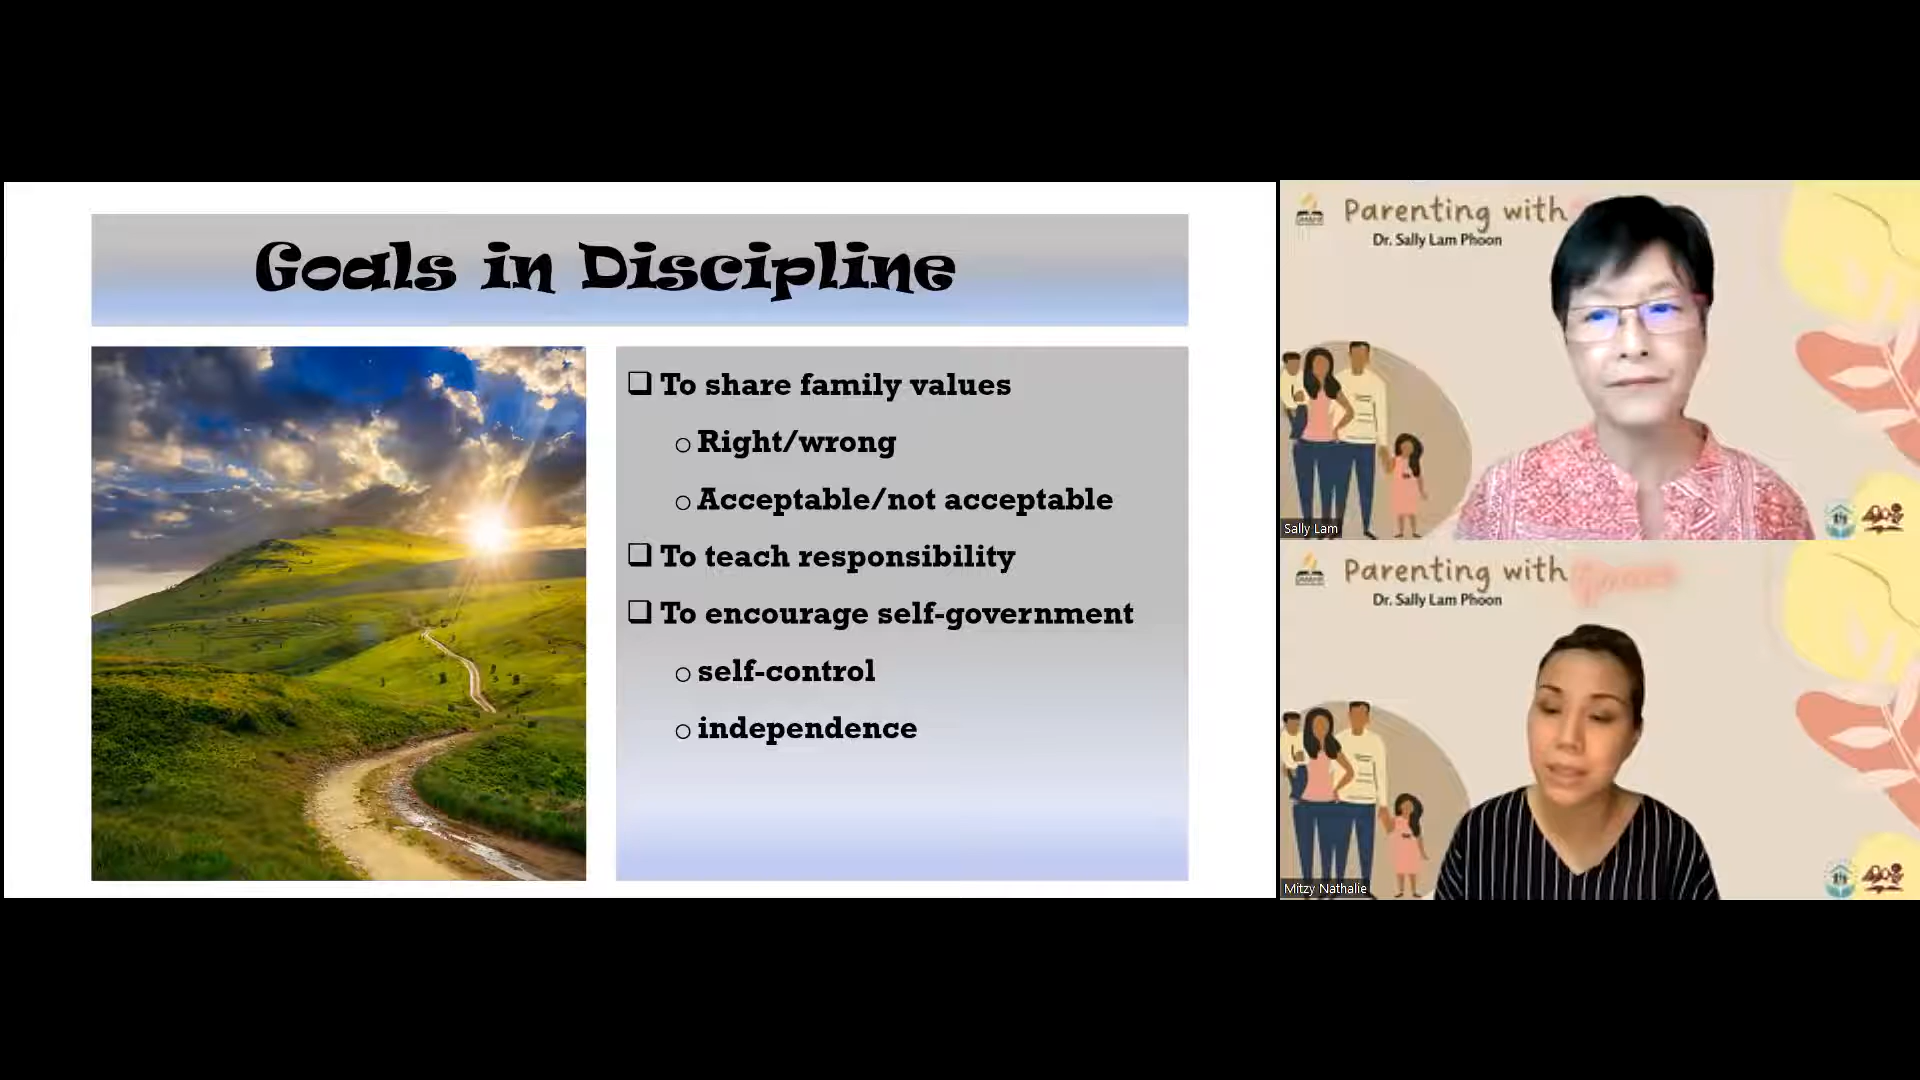 Goals in Discipline
To share family values
Right/wrong
Acceptable/not acceptable
To teach responsibility
To encourage self-government
self-control
independence
Parenting with
Dr. Sally Lam Phoon
Sally Lam
Parenting with
Dr. Sally Lam Phoon
Mitzy Nathalie